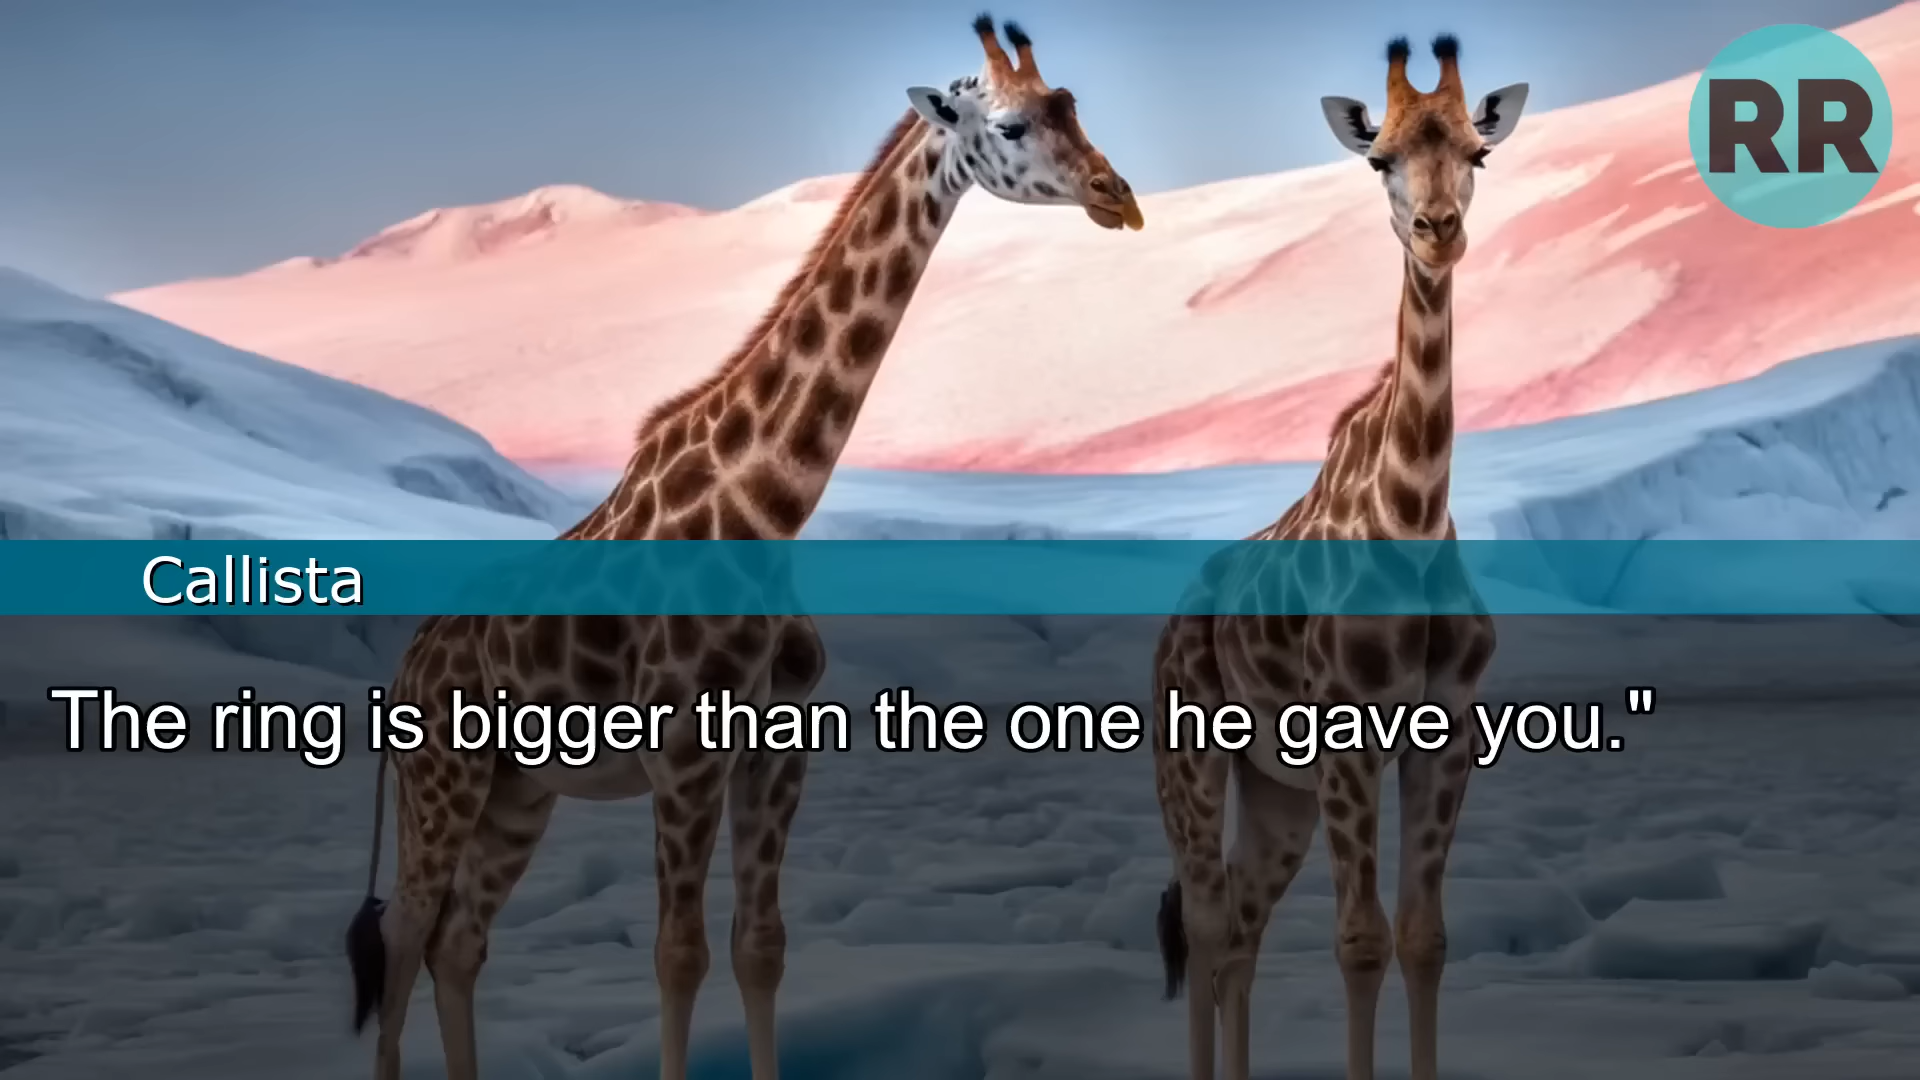 RR
Callista
The ring is bigger than the one he gave you."